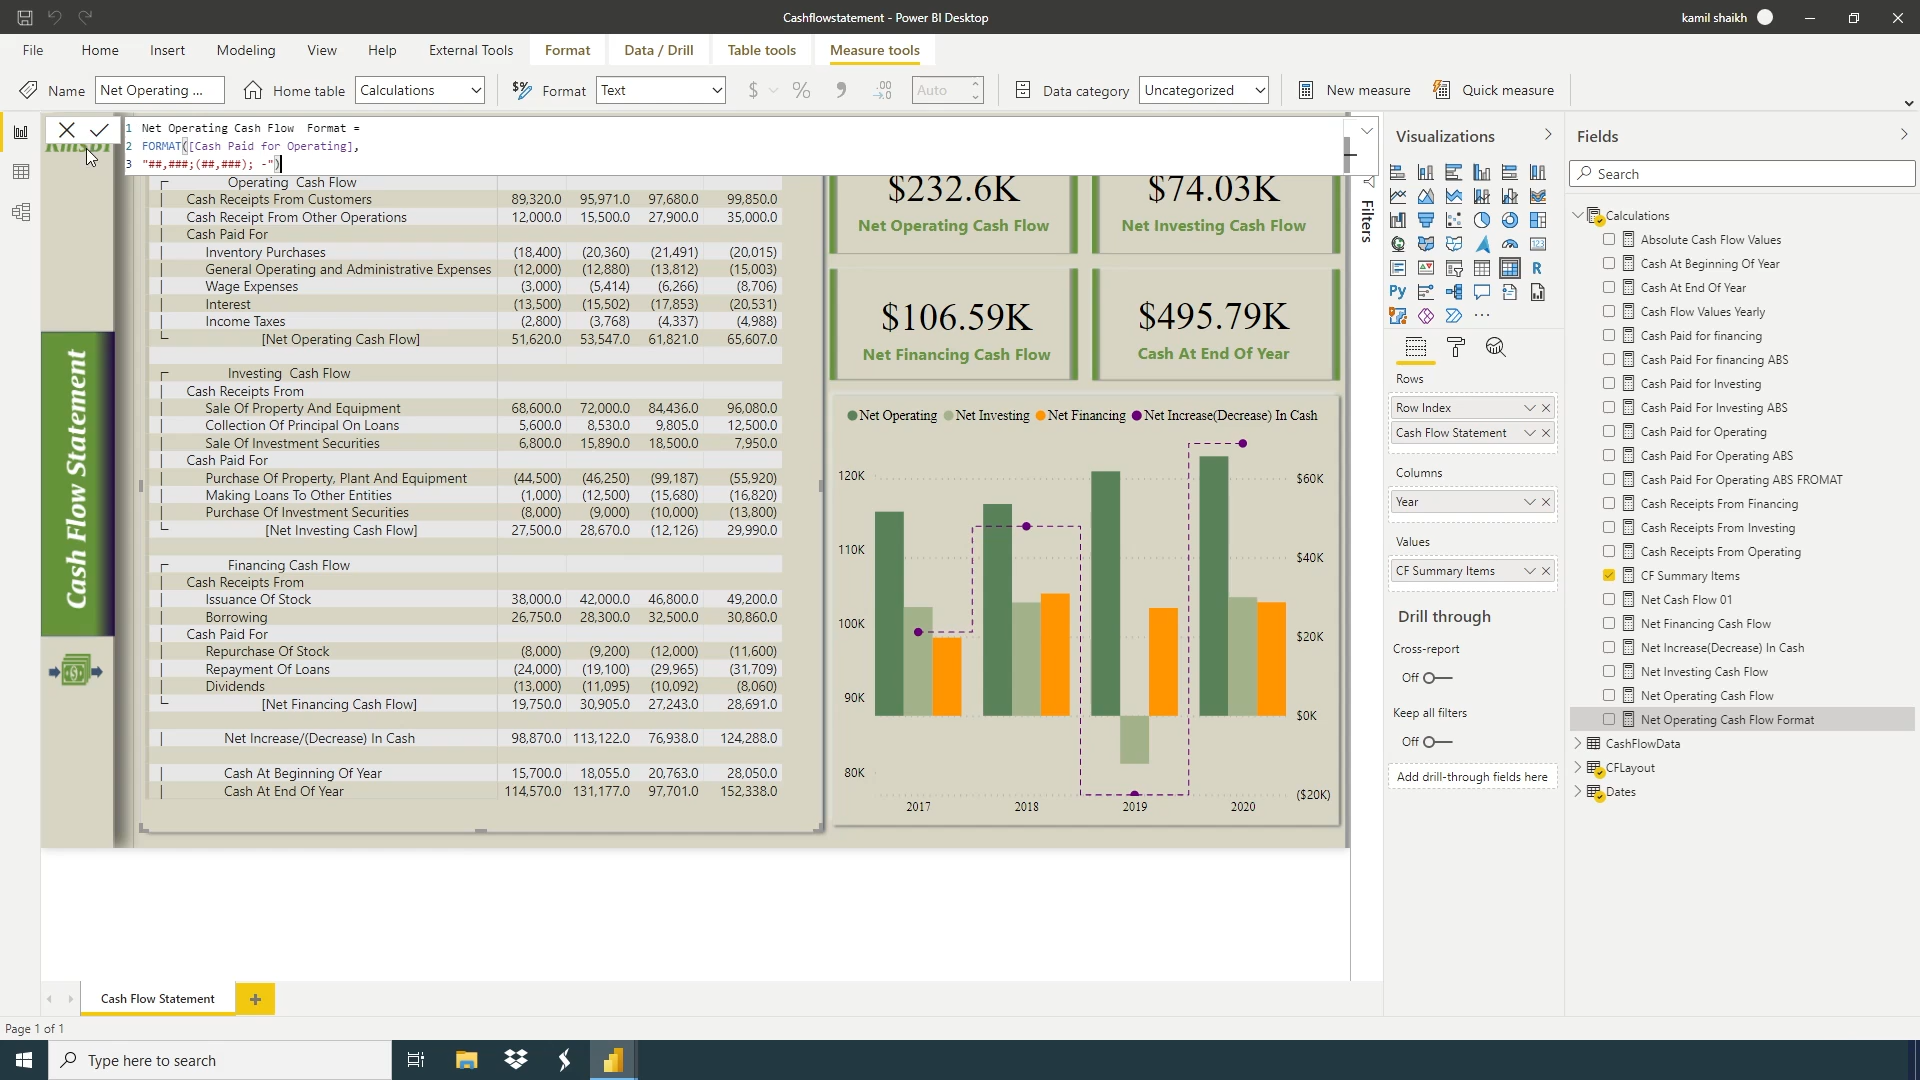 Cashflowstatement - Power BI Desktop
kamil shaikh
File Home Insert Modeling View Help External Tools Format Data / Drill Table tools Measure tools
Name Net Operating ... Home table Calculations Format Text $ % Auto Data category Uncategorized New measure Quick measure
1 Net Operating Cash Flow Format =
2 FORMAT([Cash Paid for Operating],
3 "##,###;(##,###); -")
Operating Cash Flow
Cash Receipts From Customers 89,320.0 95,971.0 97,680.0 99,850.0
Cash Receipt From Other Operations 12,000.0 15,500.0 27,900.0 35,000.0
Cash Paid For
Inventory Purchases (18,400) (20,360) (21,491) (20,015)
General Operating and Administrative Expenses (12,000) (12,880) (13,812) (15,003)
Wage Expenses (3,000) (5,414) (6,266) (8,706)
Interest (13,500) (15,502) (17,853) (20,531)
Income Taxes (2,800) (3,768) (4,337) (4,988)
[Net Operating Cash Flow] 51,620.0 53,547.0 61,821.0 65,607.0
Investing Cash Flow
Cash Receipts From
Sale Of Property And Equipment 68,600.0 72,000.0 84,436.0 96,080.0
Collection Of Principal On Loans 5,600.0 8,530.0 9,805.0 12,500.0
Sale Of Investment Securities 6,800.0 15,890.0 18,500.0 7,950.0
Cash Paid For
Purchase Of Property, Plant And Equipment (44,500) (46,250) (99,187) (55,920)
Making Loans To Other Entities (1,000) (12,500) (15,680) (16,820)
Purchase Of Investment Securities (8,000) (9,000) (10,000) (13,800)
[Net Investing Cash Flow] 27,500.0 28,670.0 (12,126) 29,990.0
Financing Cash Flow
Cash Receipts From
Issuance Of Stock 38,000.0 42,000.0 46,800.0 49,200.0
Borrowing 26,750.0 28,300.0 32,500.0 30,860.0
Cash Paid For
Repurchase Of Stock (8,000) (9,200) (12,000) (11,600)
Repayment Of Loans (24,000) (19,100) (29,965) (31,709)
Dividends (13,000) (11,095) (10,092) (8,060)
[Net Financing Cash Flow] 19,750.0 30,905.0 27,243.0 28,691.0
Net Increase/(Decrease) In Cash 98,870.0 113,122.0 76,938.0 124,288.0
Cash At Beginning Of Year 15,700.0 18,055.0 20,763.0 28,050.0
Cash At End Of Year 114,570.0 131,177.0 97,701.0 152,338.0
Cash Flow Statement
$232.6K
Net Operating Cash Flow
$74.03K
Net Investing Cash Flow
$106.59K
Net Financing Cash Flow
$495.79K
Cash At End Of Year
Net Operating Net Investing Net Financing Net Increase(Decrease) In Cash
120K
110K
100K
90K
80K
$60K
$40K
$20K
$0K
($20K)
2017 2018 2019 2020
Filters
Visualizations
R
Py
123
...
Rows
Row Index
Cash Flow Statement
Columns
Year
Values
CF Summary Items
Drill through
Cross-report
Off
Keep all filters
Off
Add drill-through fields here
Fields
Search
Calculations
Absolute Cash Flow Values
Cash At Beginning Of Year
Cash At End Of Year
Cash Flow Values Yearly
Cash Paid for financing
Cash Paid For financing ABS
Cash Paid for Investing
Cash Paid For Investing ABS
Cash Paid for Operating
Cash Paid For Operating ABS
Cash Paid For Operating ABS FROMAT
Cash Receipts From Financing
Cash Receipts From Investing
Cash Receipts From Operating
CF Summary Items
Net Cash Flow 01
Net Financing Cash Flow
Net Increase(Decrease) In Cash
Net Investing Cash Flow
Net Operating Cash Flow
Net Operating Cash Flow Format
CashFlowData
CFLayout
Dates
Cash Flow Statement
Page 1 of 1
Type here to search